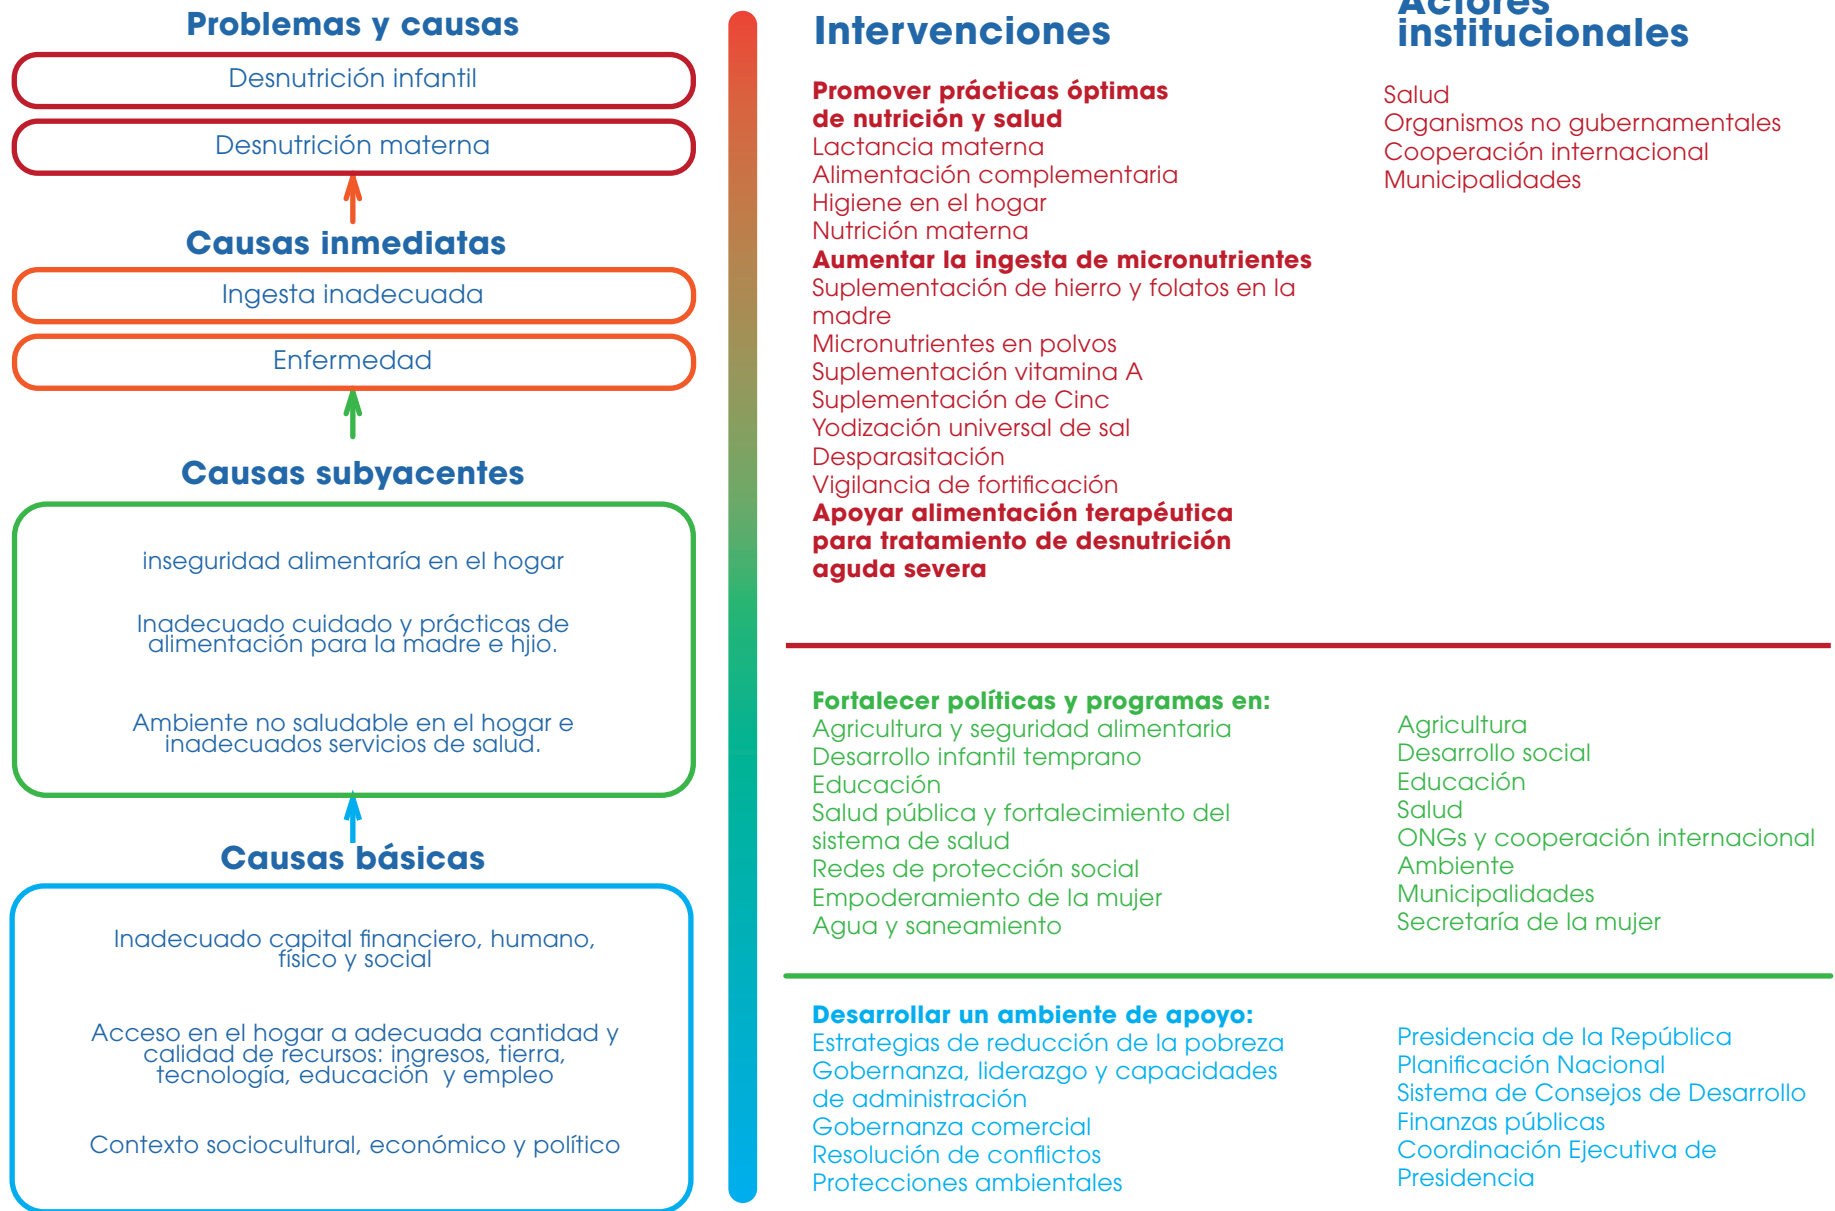 Problemas y causas
Desnutrición infantil
Desnutrición materna
Causas inmediatas
Ingesta inadecuada
Enfermedad
Causas subyacentes
inseguridad alimentaría en el hogar
Inadecuado cuidado y prácticas de
alimentación para la madre e hjio.
Ambiente no saludable en el hogar e
inadecuados servicios de salud.
Causas básicas
Inadecuado capital financiero, humano,
físico y social
Acceso en el hogar a adecuada cantidad y
calidad de recursos: ingresos, tierra,
tecnología, educación y empleo
Contexto sociocultural, económico y político
Intervenciones
Promover prácticas óptimas
de nutrición y salud
Lactancia materna
Alimentación complementaria
Higiene en el hogar
Nutrición materna
Aumentar la ingesta de micronutrientes
Suplementación de hierro y folatos en la
madre
Micronutrientes en polvos
Suplementación vitamina A
Suplementación de Cinc
Yodización universal de sal
Desparasitación
Vigilancia de fortificación
Apoyar alimentación terapéutica
para tratamiento de desnutrición
aguda severa
Fortalecer políticas y programas en:
Agricultura y seguridad alimentaria
Desarrollo infantil temprano
Educación
Salud pública y fortalecimiento del
sistema de salud
Redes de protección social
Empoderamiento de la mujer
Agua y saneamiento
Desarrollar un ambiente de apoyo:
Estrategias de reducción de la pobreza
Gobernanza, liderazgo y capacidades
de administración
Gobernanza comercial
Resolución de conflictos
Protecciones ambientales
Actores
institucionales
Salud
Organismos no gubernamentales
Cooperación internacional
Municipalidades
Agricultura
Desarrollo social
Educación
Salud
ONGs y cooperación internacional
Ambiente
Municipalidades
Secretaría de la mujer
Presidencia de la República
Planificación Nacional
Sistema de Consejos de Desarrollo
Finanzas públicas
Coordinación Ejecutiva de
Presidencia